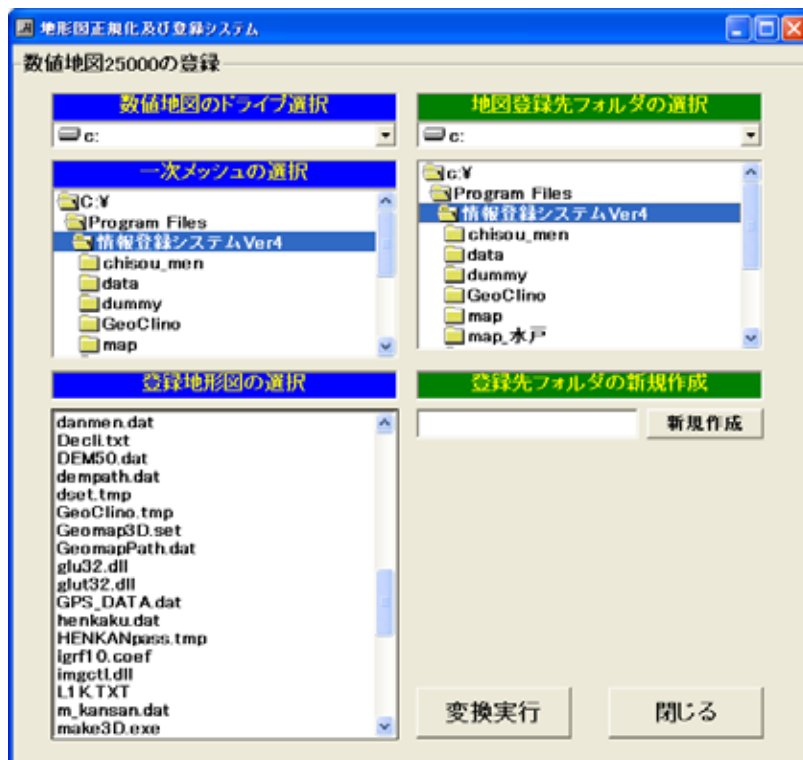 地形図正規化及び登録システム
数値地図25000の登録
数値地図のドライブ選択
c:
一次メッシュの選択
C:¥
Program Files
情報登録システムVer4
chisou_men
data
dummy
GeoClino
map
登録地形図の選択
danmen.dat
Decli.txt
DEM50.dat
dempath.dat
dset.tmp
GeoClino.tmp
Geomap3D.set
GeomapPath.dat
glu32.dll
glut32.dll
GPS_DATA.dat
henkaku.dat
HENKANpass.tmp
igrf10.coef
imgctl.dll
L1K.TXT
m_kansan.dat
make3D.exe
地図登録先フォルダの選択
c:
c:¥
Program Files
情報登録システムVer4
chisou_men
data
dummy
GeoClino
map
map_水戸
登録先フォルダの新規作成
新規作成
変換実行
閉じる